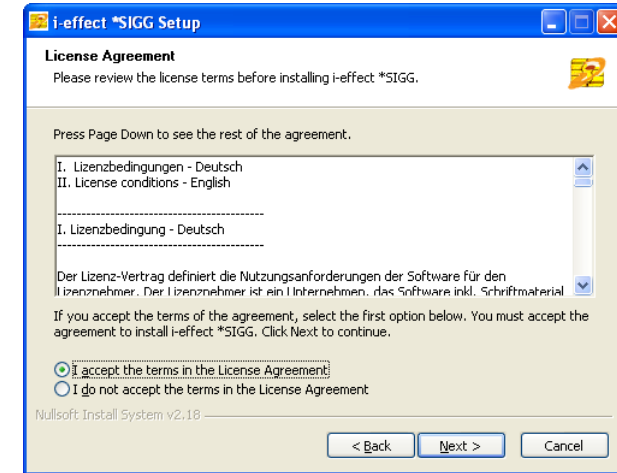 i-effect *SIGG Setup
License Agreement
Please review the license terms before installing i-effect *SIGG.
Press Page Down to see the rest of the agreement.
I.  Lizenzbedingungen - Deutsch
II. License conditions - English
-------------------------------------------
I. Lizenzbedingung - Deutsch
-------------------------------------------
Der Lizenz-Vertrag definiert die Nutzungsanforderungen der Software für den
Lizenznehmer. Der Lizenznehmer ist ein Unternehmen, das Software inkl. Schriftmaterial
If you accept the terms of the agreement, select the first option below. You must accept the
agreement to install i-effect *SIGG. Click Next to continue.
I accept the terms in the License Agreement
I do not accept the terms in the License Agreement
Nullsoft Install System v2.18
< Back
Next >
Cancel